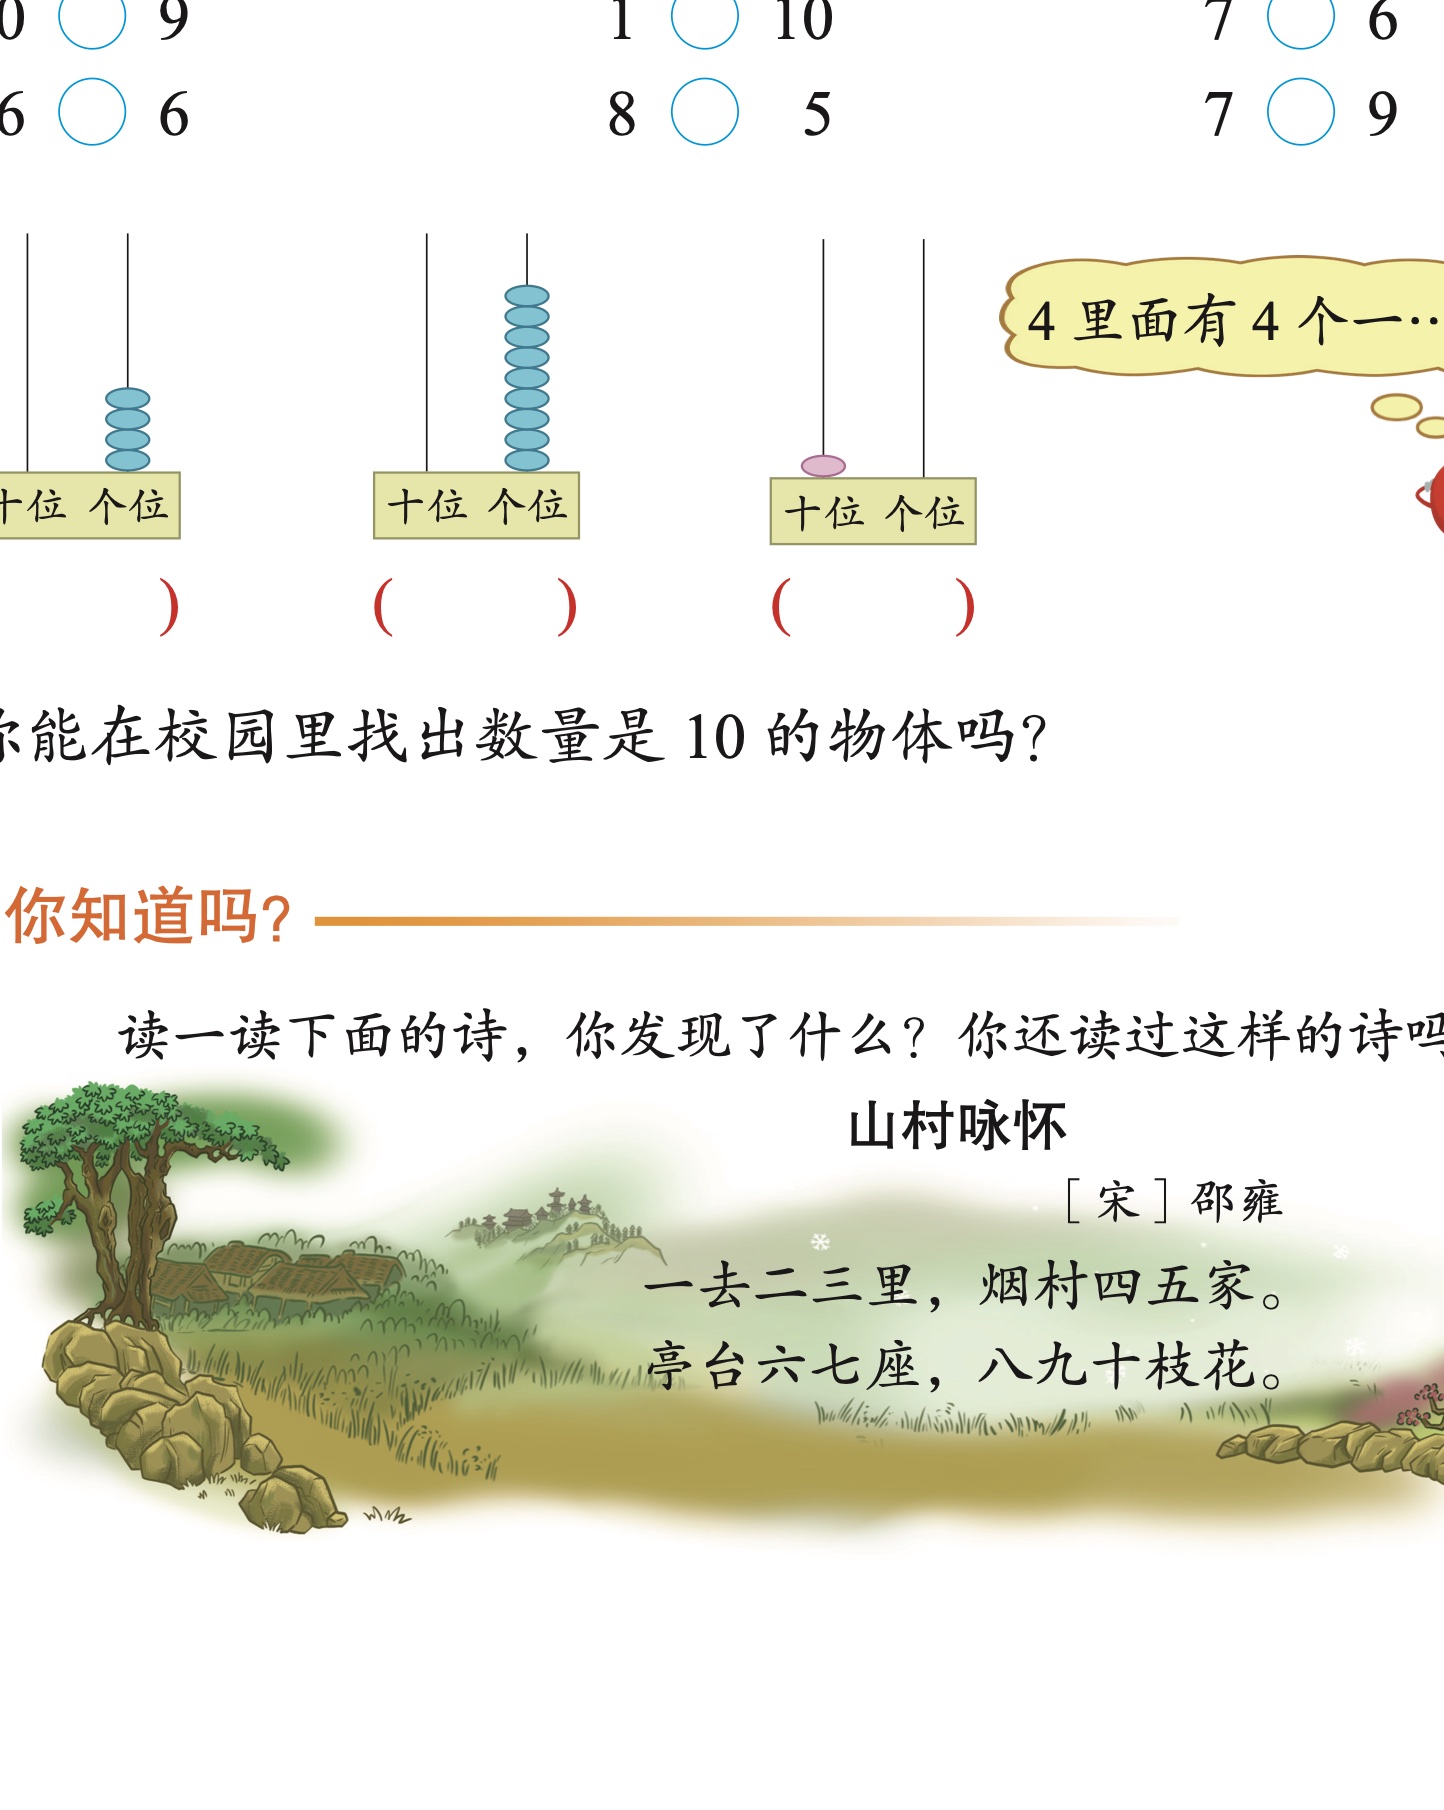 0 ○ 9 1 ○ 10 7 ○ 6
6 ○ 6 8 ○ 5 7 ○ 9
4 里面有 4 个一…
十位 个位 十位 个位 十位 个位
) ( ) ( )
你能在校园里找出数量是 10 的物体吗？
你知道吗？
读一读下面的诗，你发现了什么？你还读过这样的诗吗
山村咏怀
［宋］邵雍
一去二三里，烟村四五家。
亭台六七座，八九十枝花。